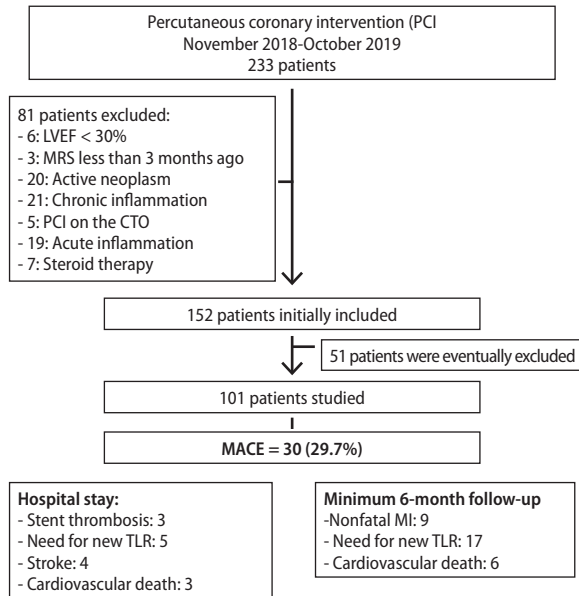 Percutaneous coronary intervention (PCI
November 2018-October 2019
233 patients
81 patients excluded:
- 6: LVEF < 30%
- 3: MRS less than 3 months ago
- 20: Active neoplasm
- 21: Chronic inflammation
- 5: PCI on the CTO
- 19: Acute inflammation
- 7: Steroid therapy
152 patients initially included
51 patients were eventually excluded
101 patients studied
MACE = 30 (29.7%)
Hospital stay:
- Stent thrombosis: 3
- Need for new TLR: 5
- Stroke: 4
- Cardiovascular death: 3
Minimum 6-month follow-up
-Nonfatal MI: 9
- Need for new TLR: 17
- Cardiovascular death: 6